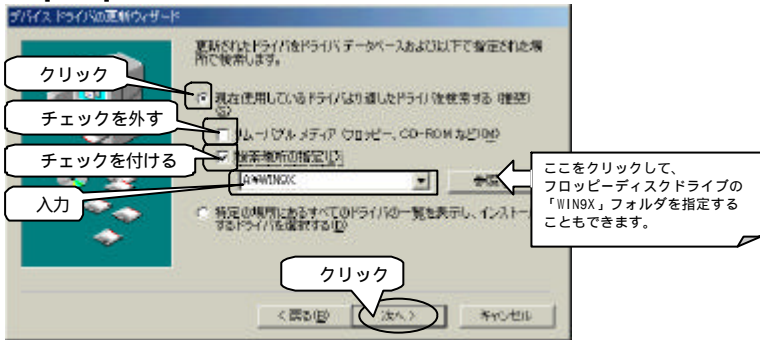 デバイス ドライバの更新ウィザード
更新されたドライバをドライバ データベースおよび以下で指定された場
所で検索します。
クリック
現在使用しているドライバより適したドライバを検索する (推奨)
(S)
チェックを外す
リムーバブル メディア (フロッピー、CD-ROM など)(M)
チェックを付ける
検索場所の指定(L)
A:¥WIN9X
参照
入力
特定の場所にあるすべてのドライバの一覧を表示し、インストー
するドライバを選択する(D)
ここをクリックして、
フロッピーディスクドライブの
「WIN9X」フォルダを指定する
こともできます。
クリック
< 戻る(B)
次へ >
キャンセル